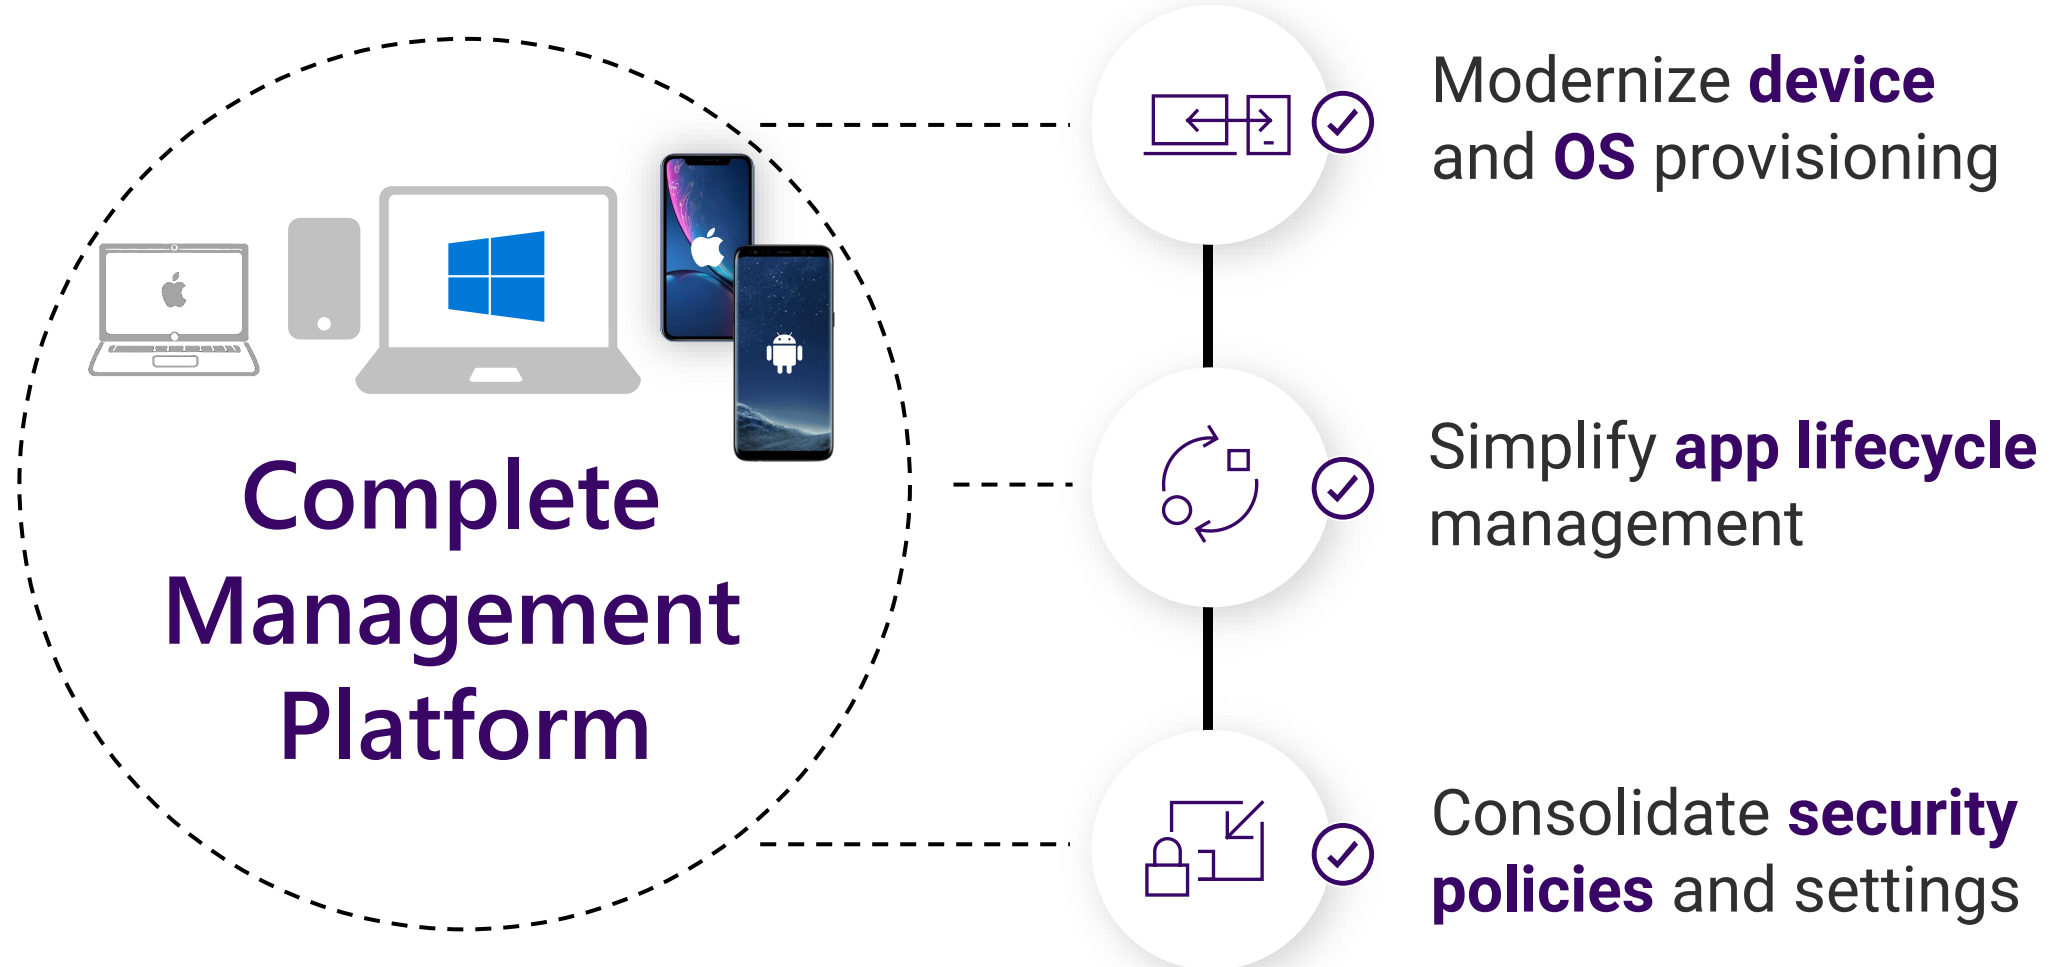 Complete
Management
Platform
Modernize device
and OS provisioning
Simplify app lifecycle
management
Consolidate security
policies and settings